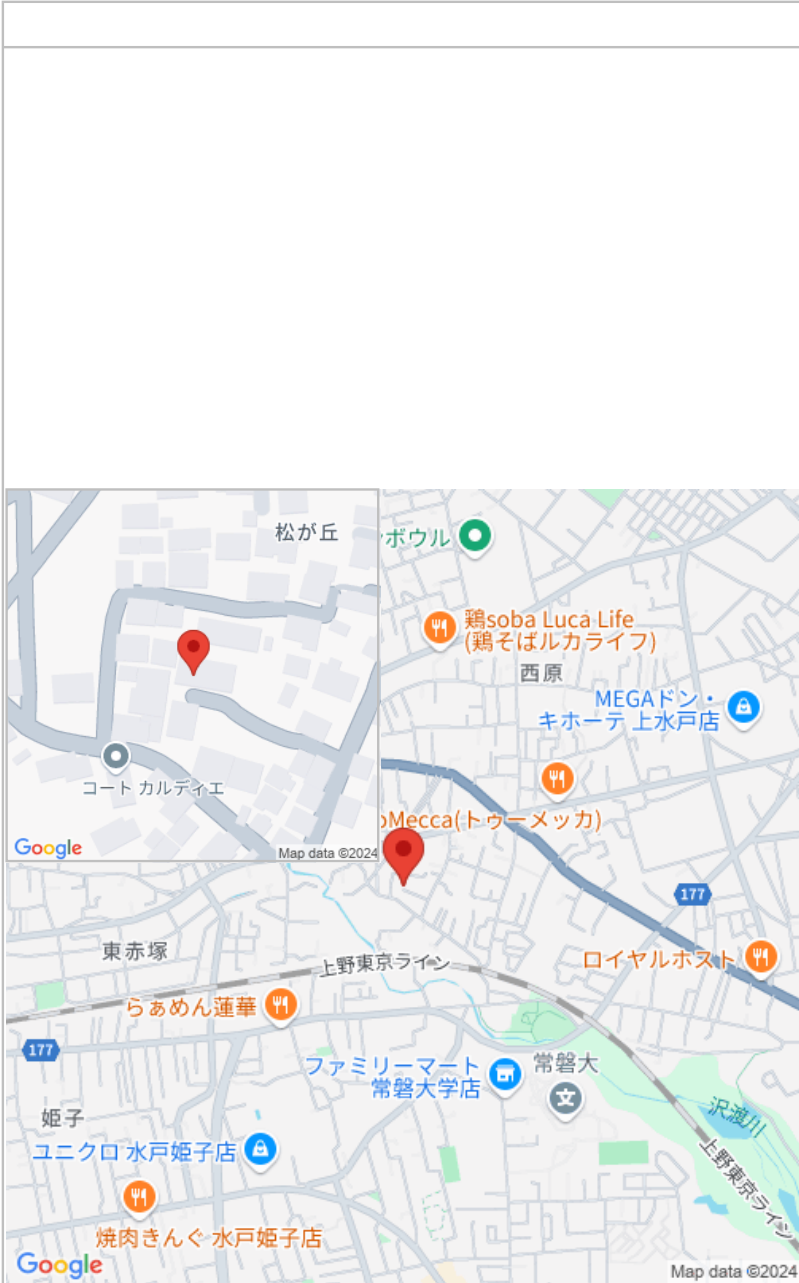 松が丘
コート カルディエ
Google
Map data ©2024
ボウル
鶏soba Luca Life
(鶏そばルカライフ)
西原
MEGAドン・
キホーテ 上水戸店
oMecca(トゥーメッカ)
177
東赤塚
上野東京ライン
ロイヤルホスト
らぁめん蓮華
177
ファミリーマート
常磐大学店
常磐大
姫子
沢渡川
ユニクロ 水戸姫子店
上野東京ライン
焼肉きんぐ 水戸姫子店
Google
Map data ©2024